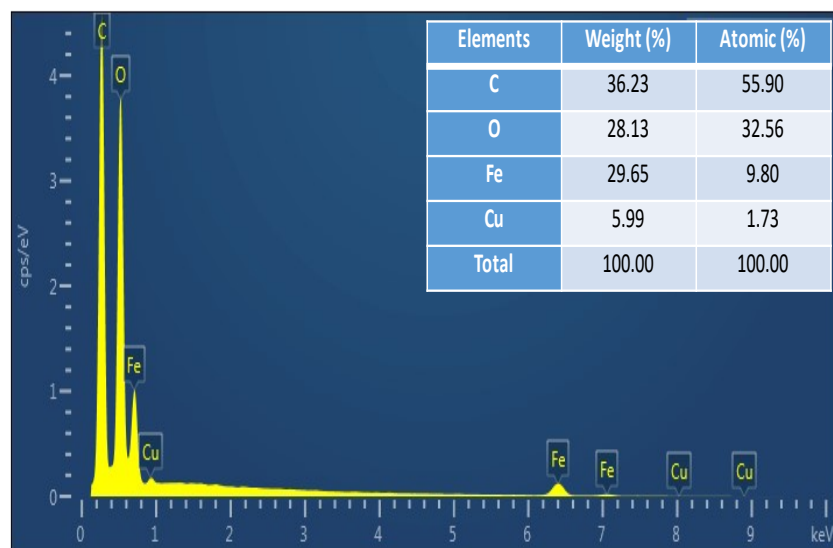 Elements Weight (%) Atomic (%)
C 36.23 55.90
O 28.13 32.56
Fe 29.65 9.80
Cu 5.99 1.73
Total 100.00 100.00
C
O
Fe
Cu
Fe
Fe
Cu
Cu
cps/eV
4
3
2
1
0
0 1 2 3 4 5 6 7 8 9 keV